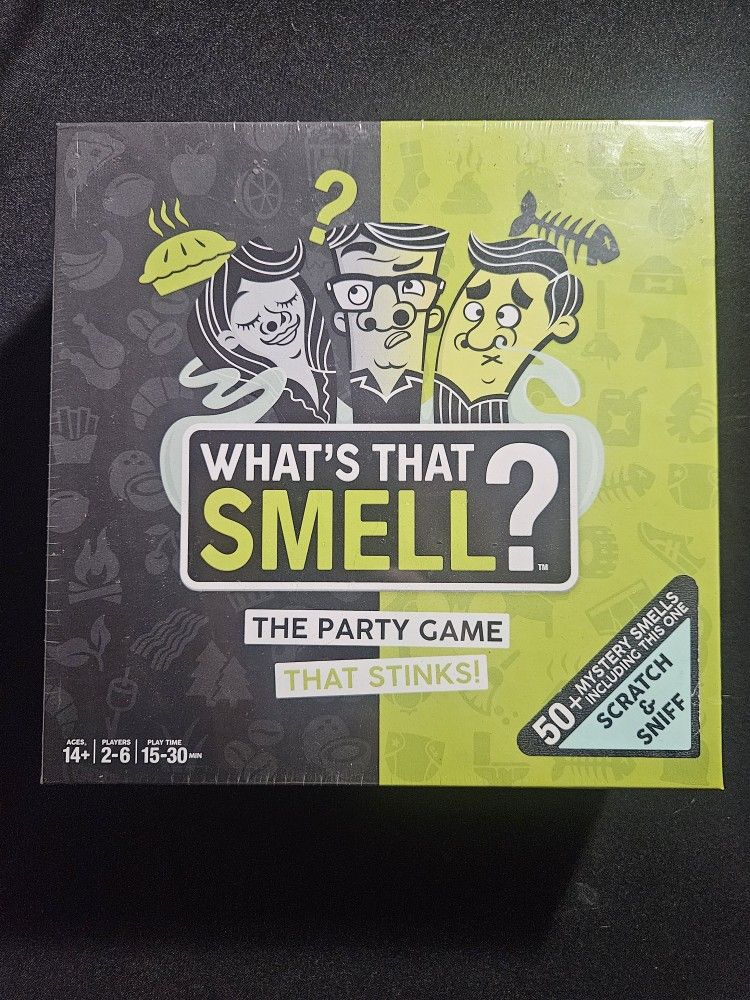 ?
WHAT'S THAT
SMELL?
TM
THE PARTY GAME
THAT STINKS!
50+ MYSTERY SMELLS
INCLUDING THIS ONE
SCRATCH
&
SNIFF
AGES, PLAYERS PLAY TIME
14+ 2-6 15-30 MIN